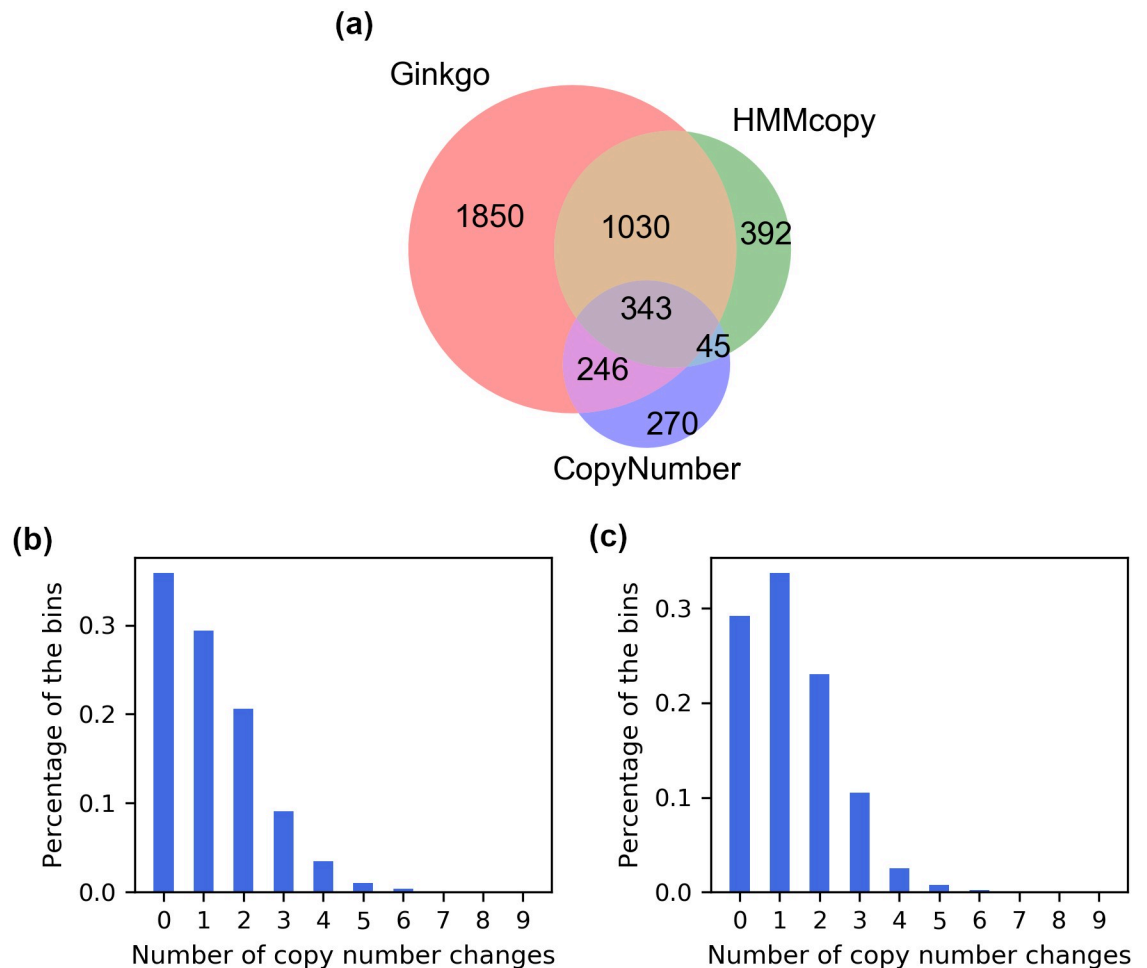 (a)
Ginkgo
HMMcopy
1850
1030
392
343
45
246
270
CopyNumber
(b)
Percentage of the bins
0.3
0.2
0.1
0.0
0 1 2 3 4 5 6 7 8 9
Number of copy number changes
(c)
Percentage of the bins
0.3
0.2
0.1
0.0
0 1 2 3 4 5 6 7 8 9
Number of copy number changes